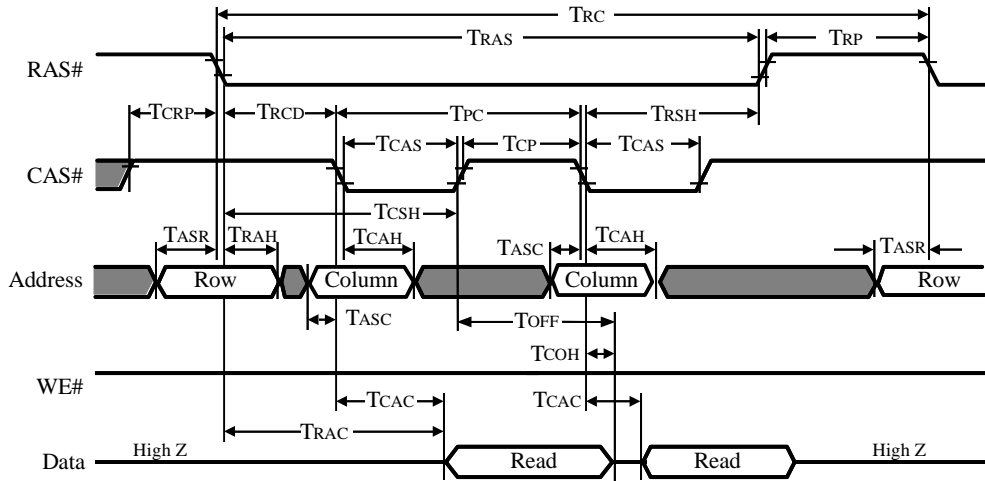 TRC
TRAS TRP
RAS#
TCRP TRCD TPC TRSH
TCAS TCP TCAS
CAS#
TCSH
TASR TRAH TCAH TASC TCAH TASR
Address Row Column Column Row
TASC TOFF
TCOH
WE#
TCAC TCAC
TRAC
Data High Z Read Read High Z